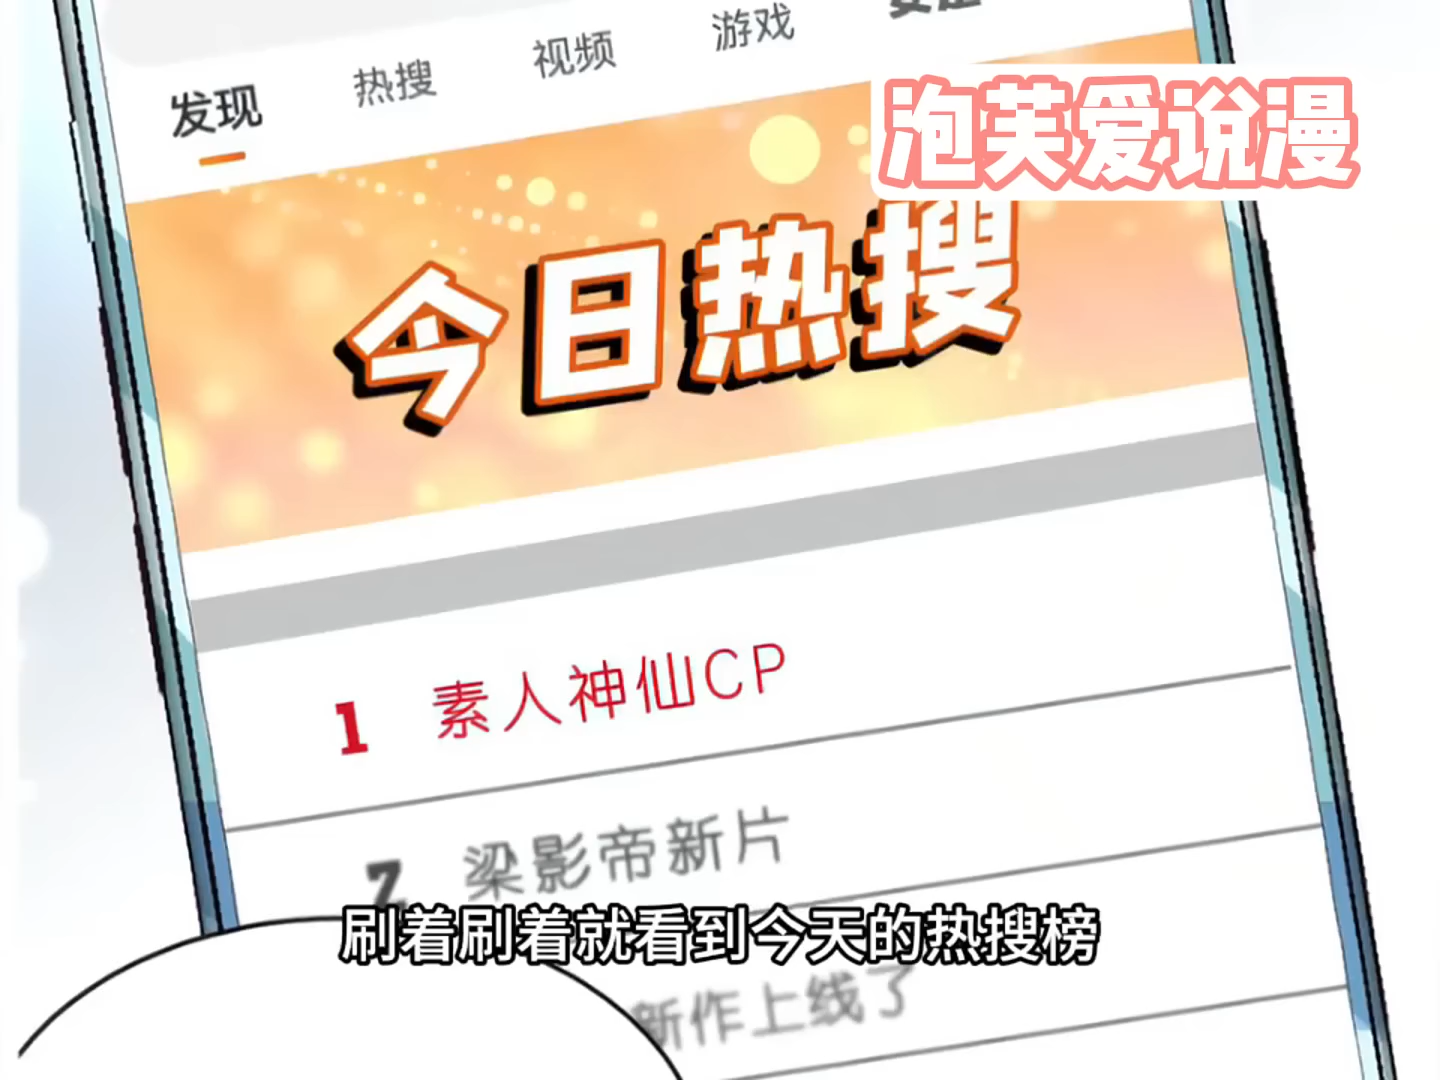 发现 热搜 视频 游戏
泡芙爱说漫
今日热搜
1 素人神仙CP
2 梁影帝新片
刷着刷着就看到今天的热搜榜
新作上线了